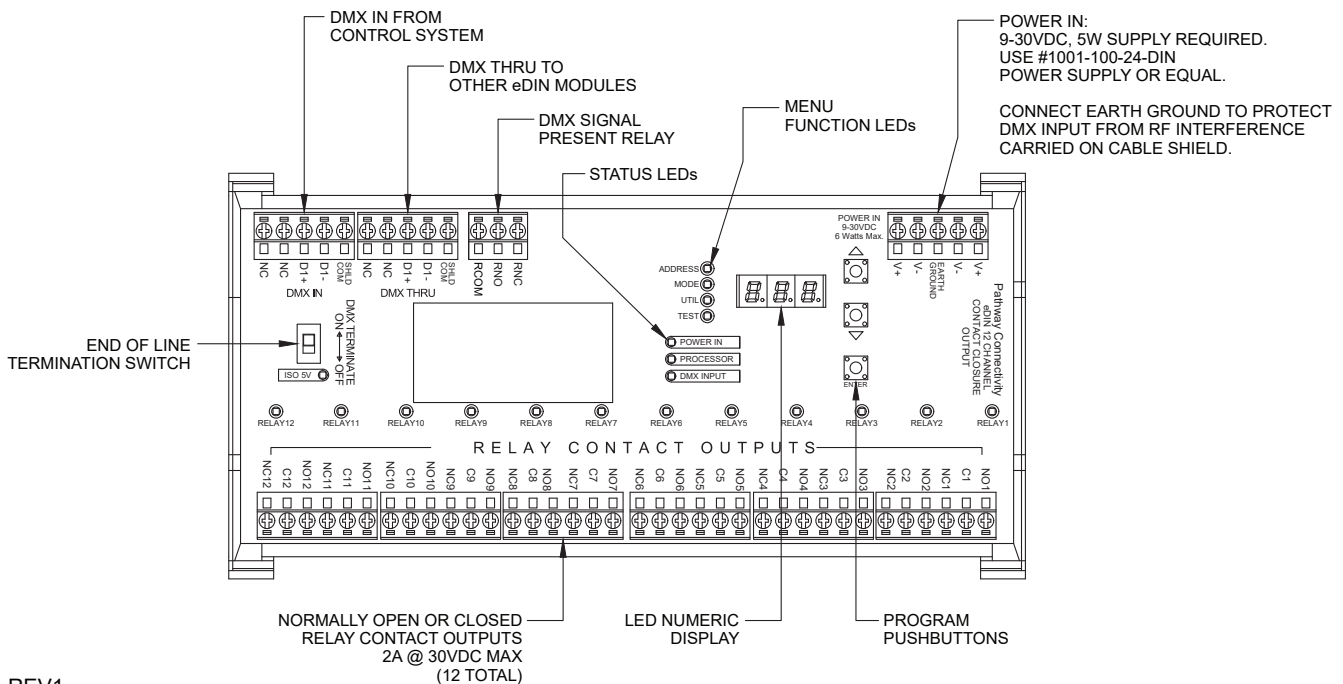 DMX IN FROM
CONTROL SYSTEM
DMX THRU TO
OTHER eDIN MODULES
DMX SIGNAL
PRESENT RELAY
STATUS LEDs
MENU
FUNCTION LEDs
POWER IN:
9-30VDC, 5W SUPPLY REQUIRED.
USE #1001-100-24-DIN
POWER SUPPLY OR EQUAL.
CONNECT EARTH GROUND TO PROTECT
DMX INPUT FROM RF INTERFERENCE
CARRIED ON CABLE SHIELD.
NC NC D1+ D1- SHLD COM
DMX IN
NC NC D1+ D1- SHLD COM
DMX THRU
RCOM RNO RNC
ADDRESS
MODE
UTIL
TEST
8.8.8.
POWER IN
9-30VDC
6 Watts Max.
V+ V- EARTH GROUND V- V+
END OF LINE
TERMINATION SWITCH
DMX TERMINATE
ON OFF
ISO 5V
POWER IN
PROCESSOR
DMX INPUT
ENTER
Pathway Connectivity
eDIN 12 CHANNEL
CONTACT CLOSURE
OUTPUT
RELAY12 RELAY11 RELAY10 RELAY9 RELAY8 RELAY7 RELAY6 RELAY5 RELAY4 RELAY3 RELAY2 RELAY1
RELAY CONTACT OUTPUTS
NC12 C12 NO12 NC11 C11 NO11 NC10 C10 NO10 NC9 C9 NO9 NC8 C8 NO8 NC7 C7 NO7 NC6 C6 NO6 NC5 C5 NO5 NC4 C4 NO4 NC3 C3 NO3 NC2 C2 NO2 NC1 C1 NO1
NORMALLY OPEN OR CLOSED
RELAY CONTACT OUTPUTS
2A @ 30VDC MAX
(12 TOTAL)
LED NUMERIC
DISPLAY
PROGRAM
PUSHBUTTONS